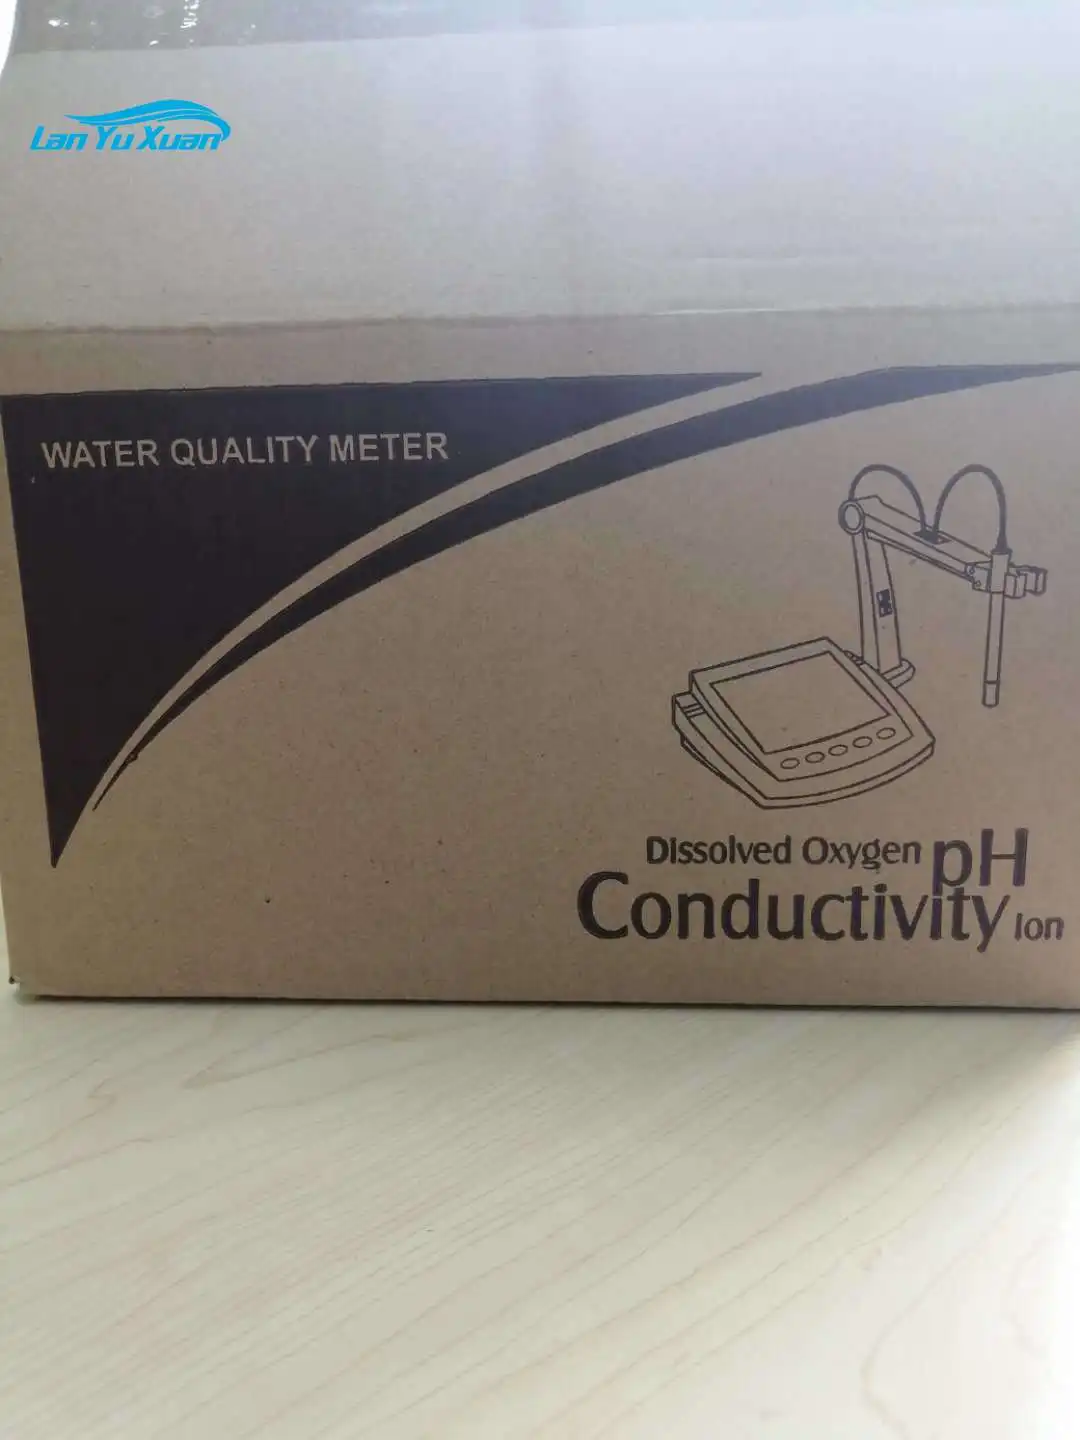 Lan Yu Xuan
WATER QUALITY METER
Dissolved Oxygen pH
Conductivity Ion